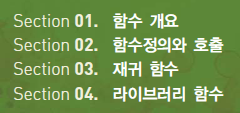 Section 01. 함수 개요
Section 02. 함수정의와 호출
Section 03. 재귀 함수
Section 04. 라이브러리 함수